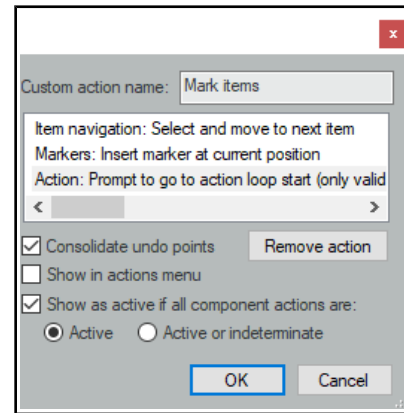 x
Custom action name: Mark items
Item navigation: Select and move to next item
Markers: Insert marker at current position
Action: Prompt to go to action loop start (only valid
Consolidate undo points Remove action
Show in actions menu
Show as active if all component actions are:
Active Active or indeterminate
OK Cancel